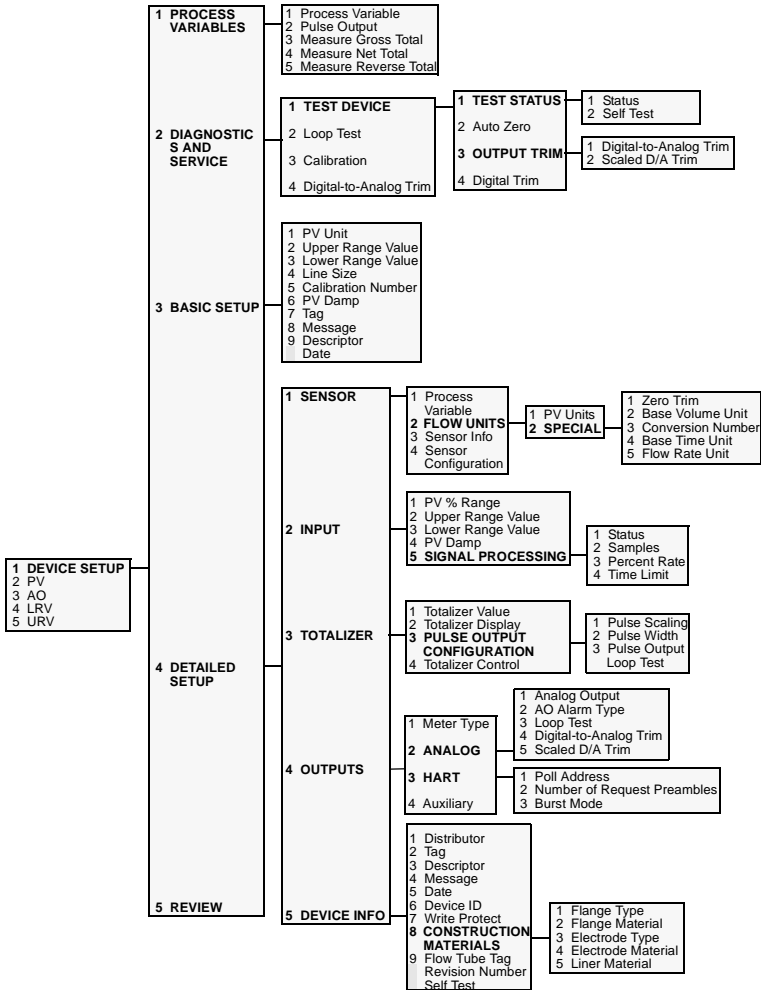 1 DEVICE SETUP
2 PV
3 AO
4 LRV
5 URV
1 PROCESS
VARIABLES
2 DIAGNOSTIC
S AND
SERVICE
3 BASIC SETUP
4 DETAILED
SETUP
5 REVIEW
1 Process Variable
2 Pulse Output
3 Measure Gross Total
4 Measure Net Total
5 Measure Reverse Total
1 TEST DEVICE
2 Loop Test
3 Calibration
4 Digital-to-Analog Trim
1 TEST STATUS
2 Auto Zero
3 OUTPUT TRIM
4 Digital Trim
1 Status
2 Self Test
1 Digital-to-Analog Trim
2 Scaled D/A Trim
1 PV Unit
2 Upper Range Value
3 Lower Range Value
4 Line Size
5 Calibration Number
6 PV Damp
7 Tag
8 Message
9 Descriptor
Date
1 SENSOR
2 INPUT
3 TOTALIZER
4 OUTPUTS
5 DEVICE INFO
1 Process
Variable
2 FLOW UNITS
3 Sensor Info
4 Sensor
Configuration
1 PV Units
2 SPECIAL
1 Zero Trim
2 Base Volume Unit
3 Conversion Number
4 Base Time Unit
5 Flow Rate Unit
1 PV % Range
2 Upper Range Value
3 Lower Range Value
4 PV Damp
5 SIGNAL PROCESSING
1 Status
2 Samples
3 Percent Rate
4 Time Limit
1 Totalizer Value
2 Totalizer Display
3 PULSE OUTPUT
CONFIGURATION
4 Totalizer Control
1 Pulse Scaling
2 Pulse Width
3 Pulse Output
Loop Test
1 Meter Type
2 ANALOG
3 HART
4 Auxiliary
1 Analog Output
2 AO Alarm Type
3 Loop Test
4 Digital-to-Analog Trim
5 Scaled D/A Trim
1 Poll Address
2 Number of Request Preambles
3 Burst Mode
1 Distributor
2 Tag
3 Descriptor
4 Message
5 Date
6 Device ID
7 Write Protect
8 CONSTRUCTION
MATERIALS
9 Flow Tube Tag
Revision Number
Self Test
1 Flange Type
2 Flange Material
3 Electrode Type
4 Electrode Material
5 Liner Material